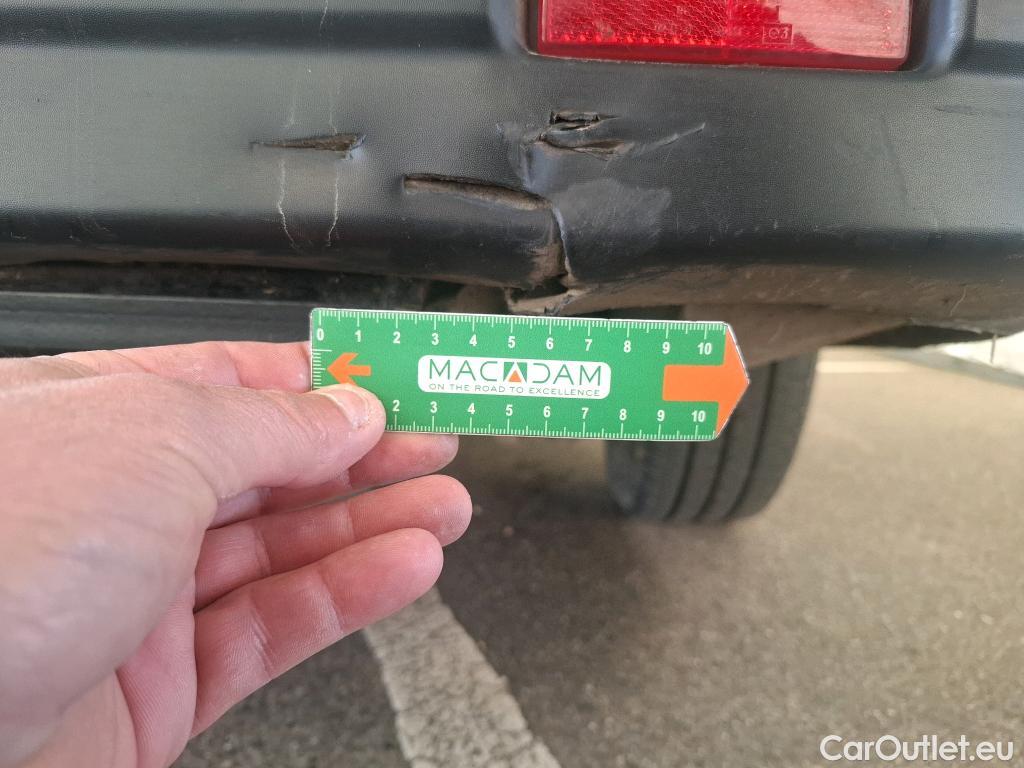 03
0 1 2 3 4 5 6 7 8 9 10
MACADAM
ON THE ROAD TO EXCELLENCE
2 3 4 5 6 7 8 9 10
CarOutlet.eu